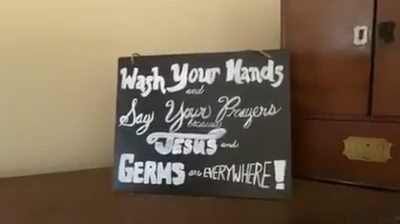 Wash Your Hands
and
Say Your Prayers
because
JESUS and
GERMS are EVERYWHERE!